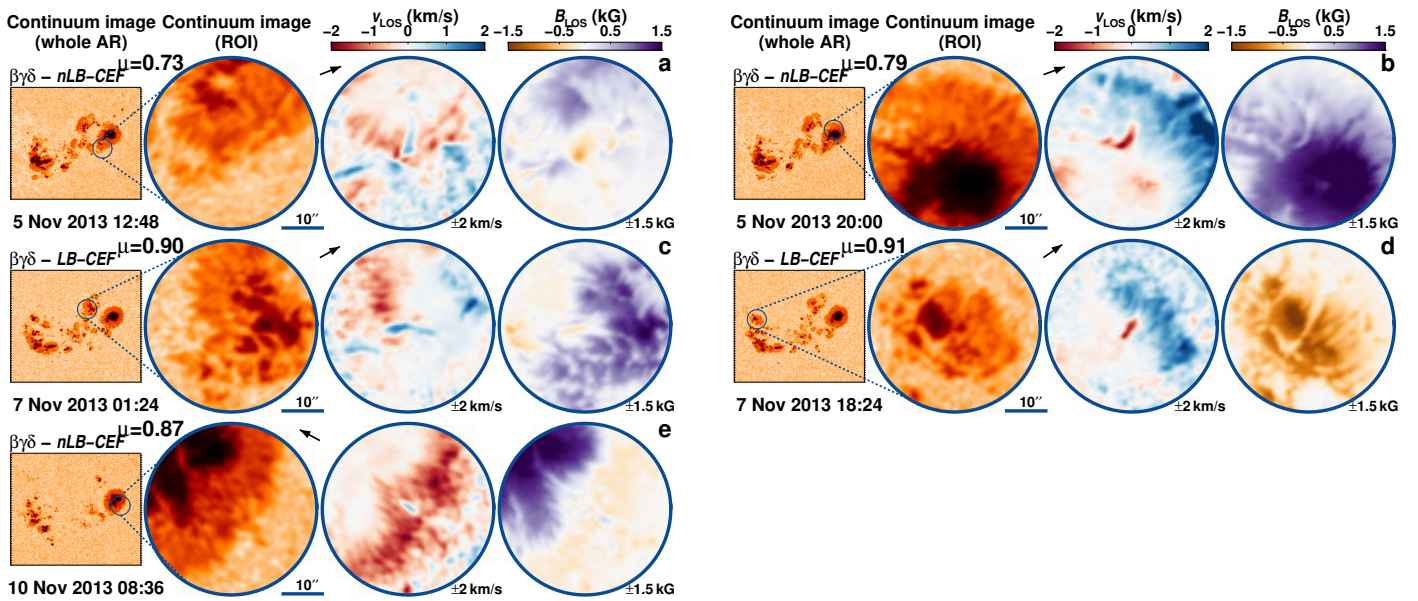 Continuum image (whole AR)
Continuum image (ROI)
v_LOS (km/s)
−2 −1 0 1 2
B_LOS (kG)
−1.5 −0.5 0.5 1.5
a
βγδ − nLB−CEF
μ=0.73
5 Nov 2013 12:48
10′′
±2 km/s
±1.5 kG
Continuum image (whole AR)
Continuum image (ROI)
v_LOS (km/s)
−2 −1 0 1 2
B_LOS (kG)
−1.5 −0.5 0.5 1.5
b
βγδ − nLB−CEF
μ=0.79
5 Nov 2013 20:00
10′′
±2 km/s
±1.5 kG
c
βγδ − LB−CEF
μ=0.90
7 Nov 2013 01:24
10′′
±2 km/s
±1.5 kG
d
βγδ − LB−CEF
μ=0.91
7 Nov 2013 18:24
10′′
±2 km/s
±1.5 kG
e
βγδ − nLB−CEF
μ=0.87
10 Nov 2013 08:36
10′′
±2 km/s
±1.5 kG